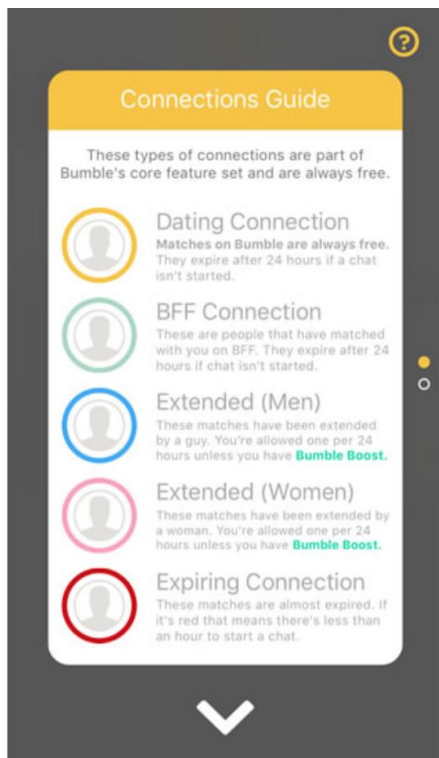 ?
Connections Guide
These types of connections are part of
Bumble's core feature set and are always free.
Dating Connection
Matches on Bumble are always free.
They expire after 24 hours if a chat
isn't started.
BFF Connection
These are people that have matched
with you on BFF. They expire after 24
hours if chat isn't started.
Extended (Men)
These matches have been extended
by a guy. You're allowed one per 24
hours unless you have Bumble Boost.
Extended (Women)
These matches have been extended by
a woman. You're allowed one per 24
hours unless you have Bumble Boost.
Expiring Connection
These matches are almost expired. If
it's red that means there's less than
an hour to start a chat.